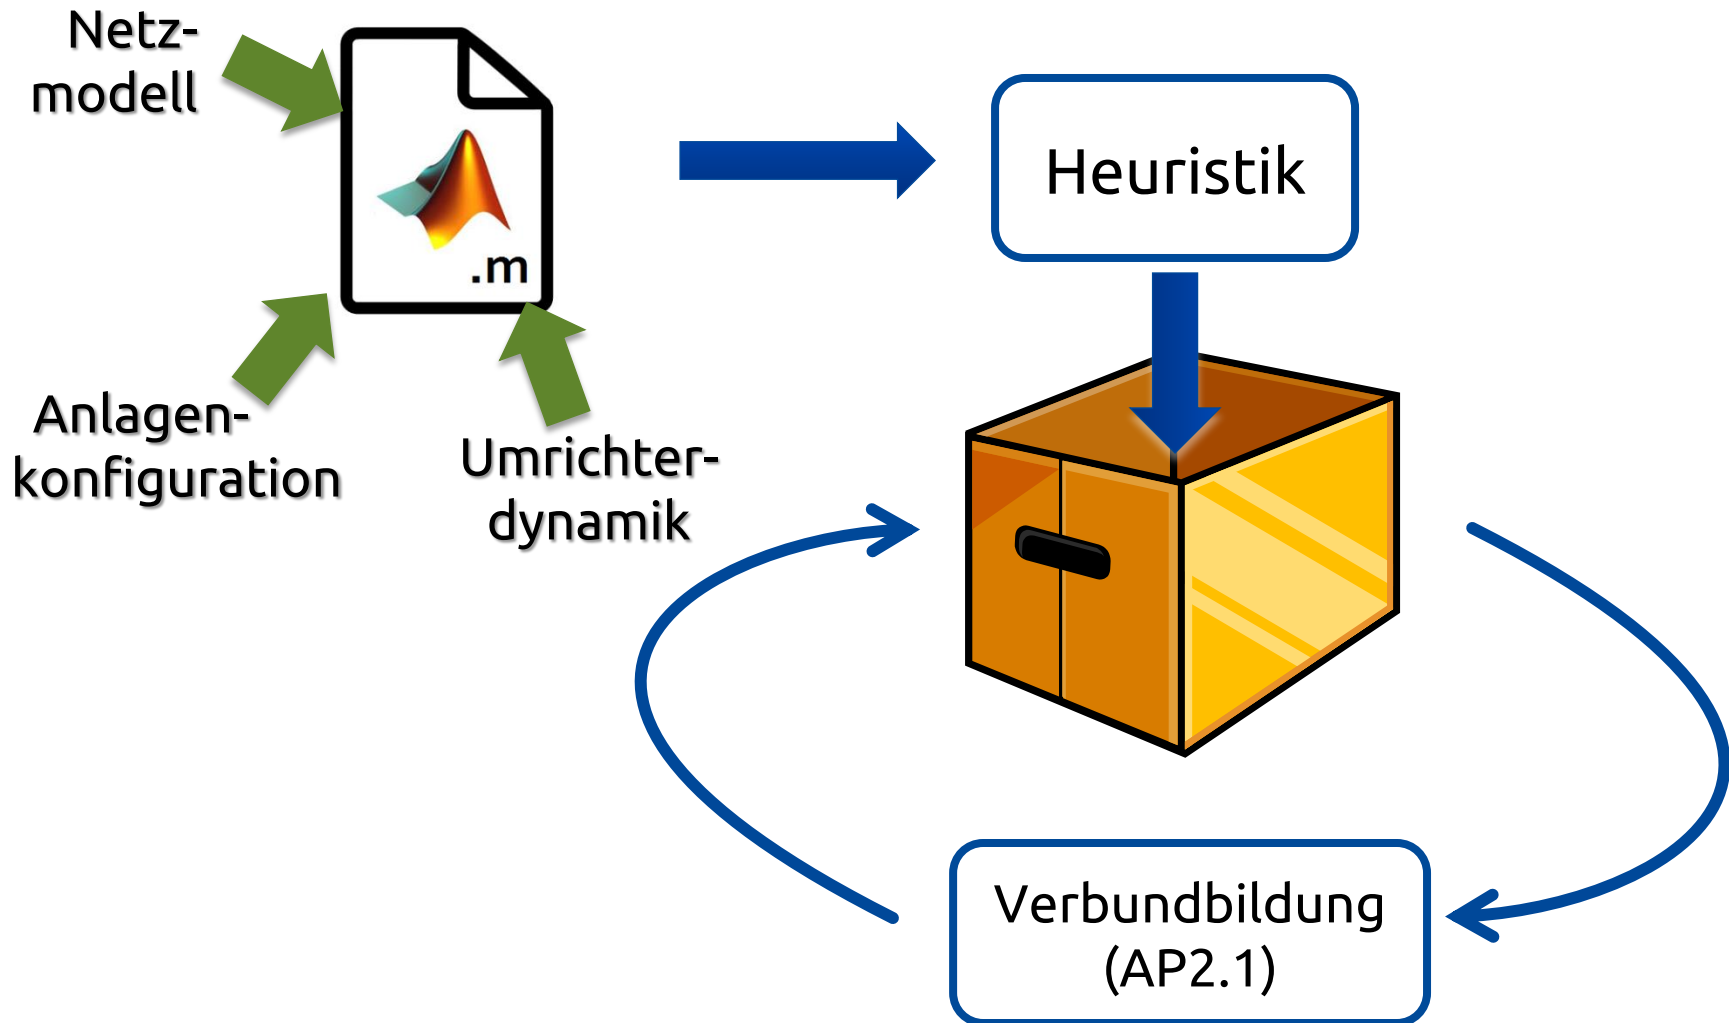 Netz-
modell
.m
Heuristik
Anlagen-
konfiguration
Umrichter-
dynamik
Verbundbildung
(AP2.1)